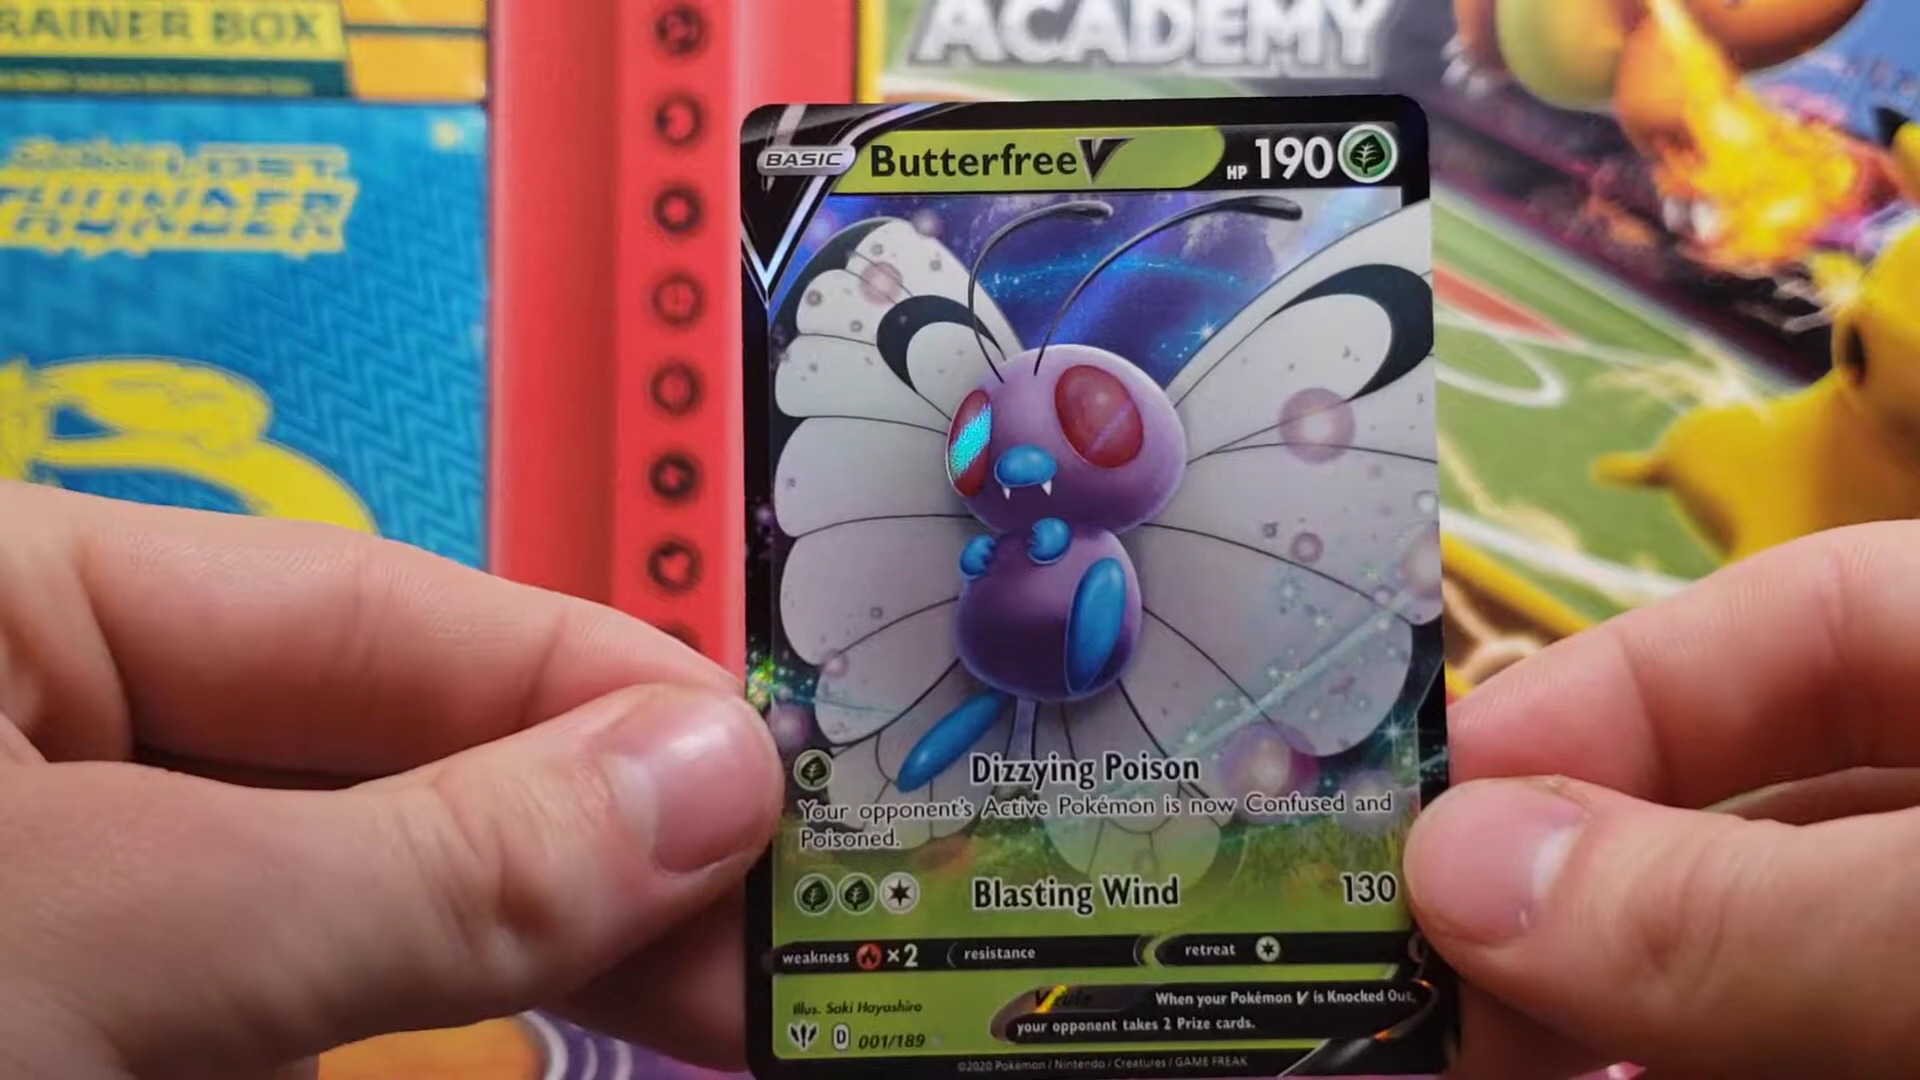 RAINER BOX
LOST
THUNDER
ACADEMY
BASIC
Butterfree V
HP 190
Dizzying Poison
Your opponent's Active Pokémon is now Confused and
Poisoned.
Blasting Wind 130
weakness ×2 resistance retreat
Illus. Saki Hayashiro
V rule When your Pokémon V is Knocked Out,
your opponent takes 2 Prize cards.
D 001/189
©2020 Pokémon / Nintendo / Creatures / GAME FREAK